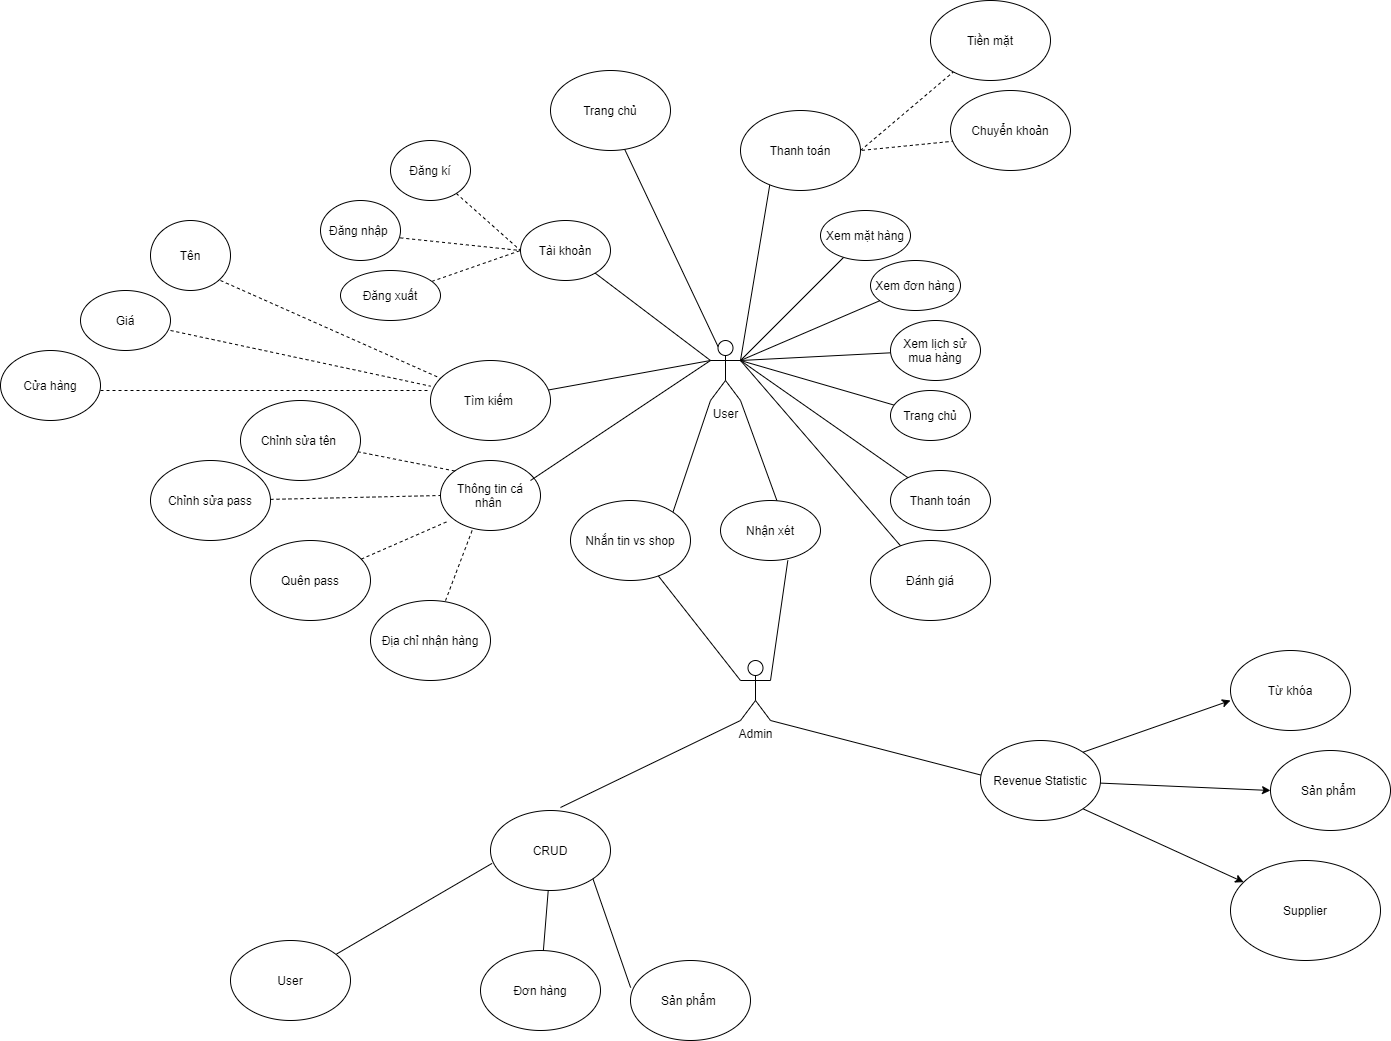 Tiền mặt
Trang chủ
Chuyển khoản
Thanh toán
Đăng kí
Đăng nhập
Xem mặt hàng
Tài khoản
Tên
Xem đơn hàng
Đăng xuất
Giá
Xem lịch sử
mua hàng
Cửa hàng
Tìm kiếm
User
Trang chủ
Chỉnh sửa tên
Thông tin cá
nhân
Chỉnh sửa pass
Thanh toán
Nhắn tin vs shop
Nhận xét
Quên pass
Đánh giá
Địa chỉ nhận hàng
Từ khóa
Admin
Revenue Statistic
Sản phẩm
CRUD
Supplier
User
Đơn hàng
Sản phẩm